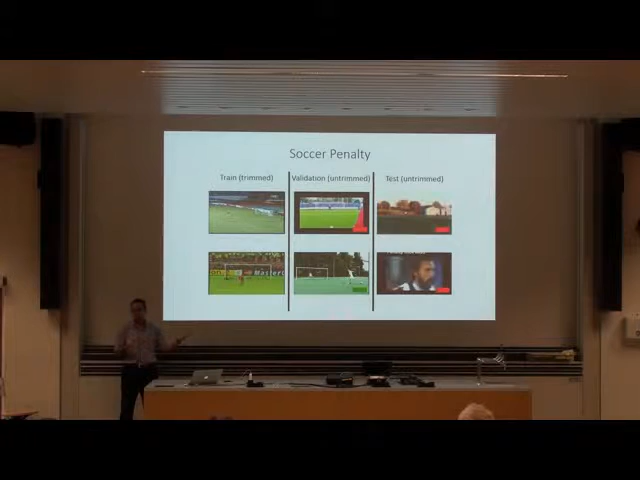 Soccer Penalty
Train (trimmed)
Validation (untrimmed)
Test (untrimmed)